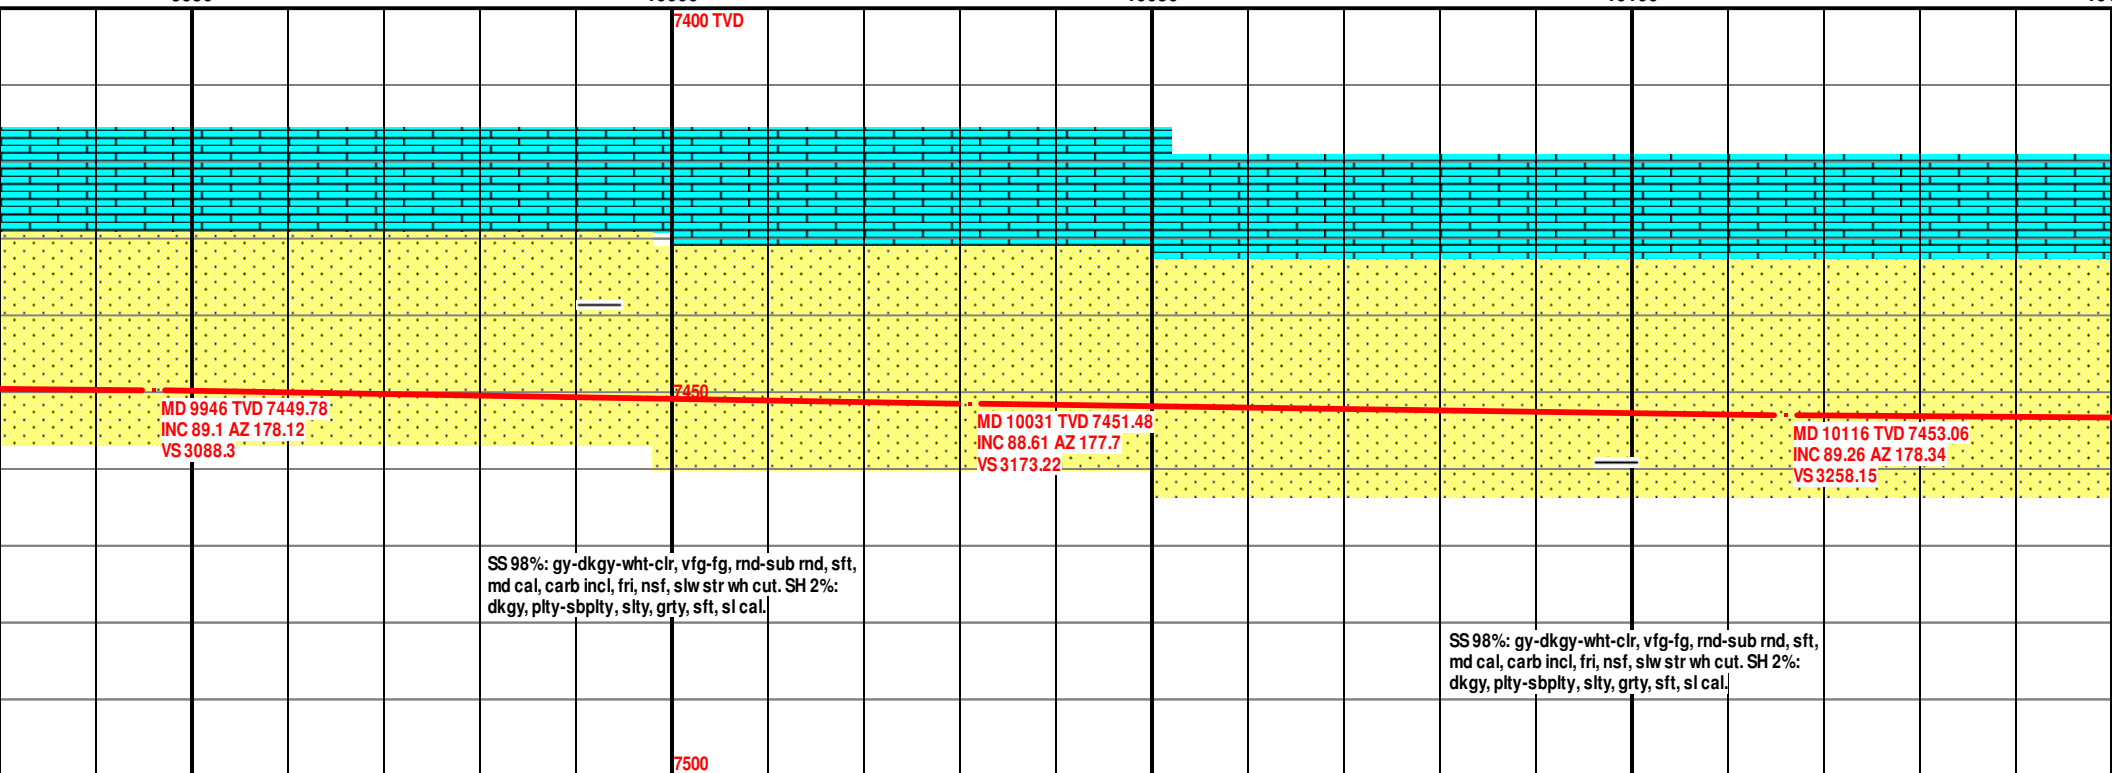 7400 TVD
7450
MD 9946 TVD 7449.78
INC 89.1 AZ 178.12
VS 3088.3
MD 10031 TVD 7451.48
INC 88.61 AZ 177.7
VS 3173.22
MD 10116 TVD 7453.06
INC 89.26 AZ 178.34
VS 3258.15
SS 98%: gy-dkgy-wht-clr, vfg-fg, rnd-sub rnd, sft,
md cal, carb incl, fri, nsf, slw str wh cut. SH 2%:
dkgy, plty-sbplty, slty, grty, sft, sl cal.
SS 98%: gy-dkgy-wht-clr, vfg-fg, rnd-sub rnd, sft,
md cal, carb incl, fri, nsf, slw str wh cut. SH 2%:
dkgy, plty-sbplty, slty, grty, sft, sl cal.
7500